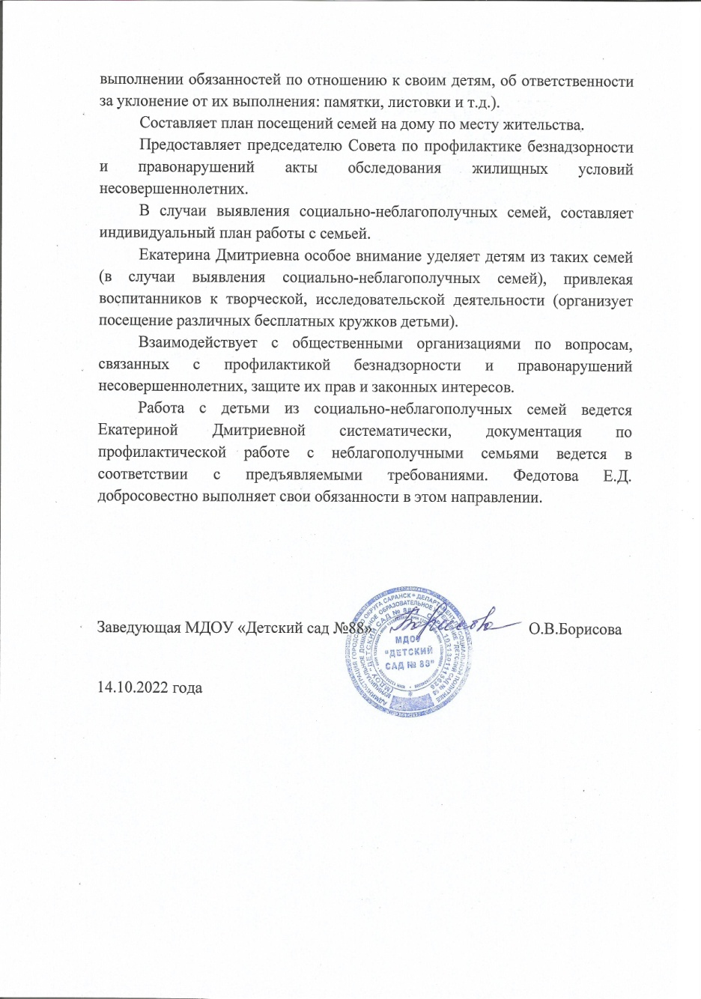 выполнении обязанностей по отношению к своим детям, об ответственности
за уклонение от их выполнения: памятки, листовки и т.д.).
Составляет план посещений семей на дому по месту жительства.
Предоставляет председателю Совета по профилактике безнадзорности
и правонарушений акты обследования жилищных условий
несовершеннолетних.
В случаи выявления социально-неблагополучных семей, составляет
индивидуальный план работы с семьей.
Екатерина Дмитриевна особое внимание уделяет детям из таких семей
(в случаи выявления социально-неблагополучных семей), привлекая
воспитанников к творческой, исследовательской деятельности (организует
посещение различных бесплатных кружков детьми).
Взаимодействует с общественными организациями по вопросам,
связанных с профилактикой безнадзорности и правонарушений
несовершеннолетних, защите их прав и законных интересов.
Работа с детьми из социально-неблагополучных семей ведется
Екатериной Дмитриевной систематически, документация по
профилактической работе с неблагополучными семьями ведется в
соответствии с предъявляемыми требованиями. Федотова Е.Д.
добросовестно выполняет свои обязанности в этом направлении.
Заведующая МДОУ «Детский сад №88» Борисова О.В.Борисова
МДОУ
"ДЕТСКИЙ
САД № 88"
14.10.2022 года